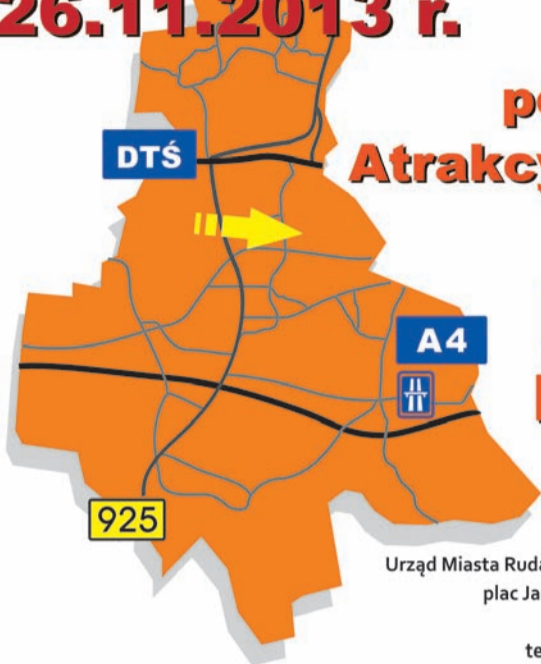 26.11.2013 r.
DTŚ
Atrakcy
A4
925
Urząd Miasta Ruda
plac Ja
te